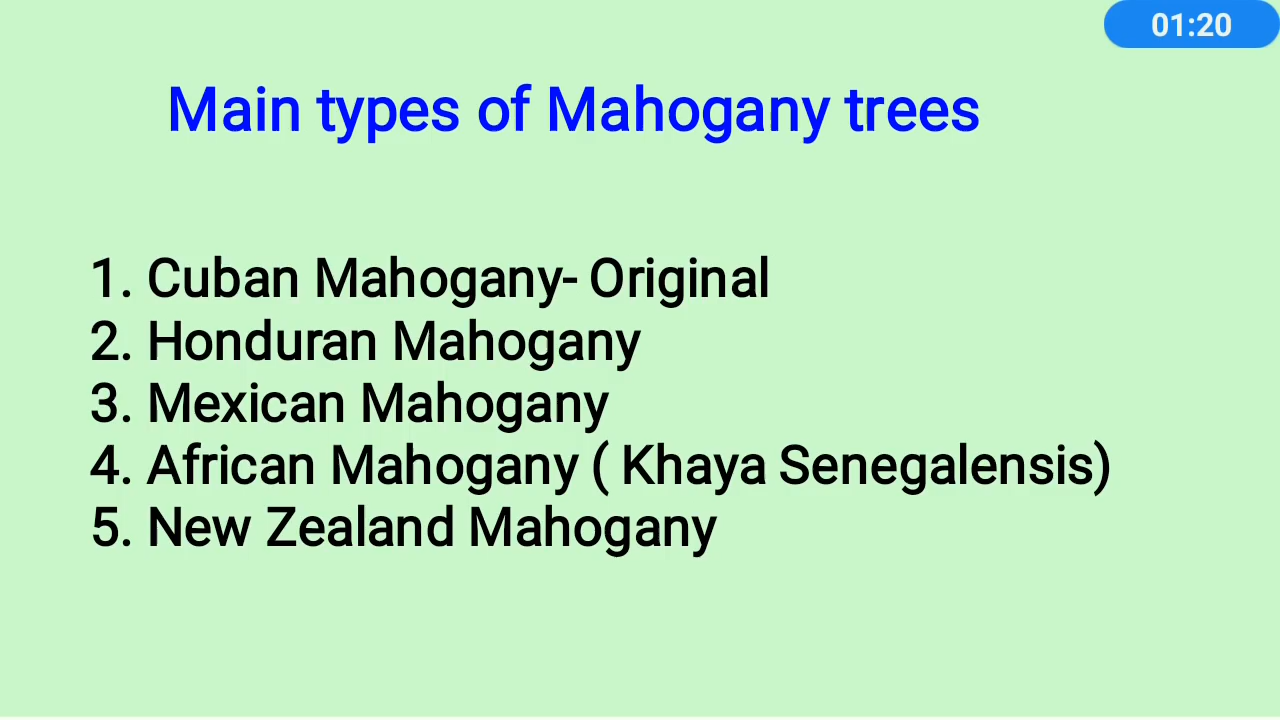 01:20
Main types of Mahogany trees
1. Cuban Mahogany- Original
2. Honduran Mahogany
3. Mexican Mahogany
4. African Mahogany ( Khaya Senegalensis)
5. New Zealand Mahogany